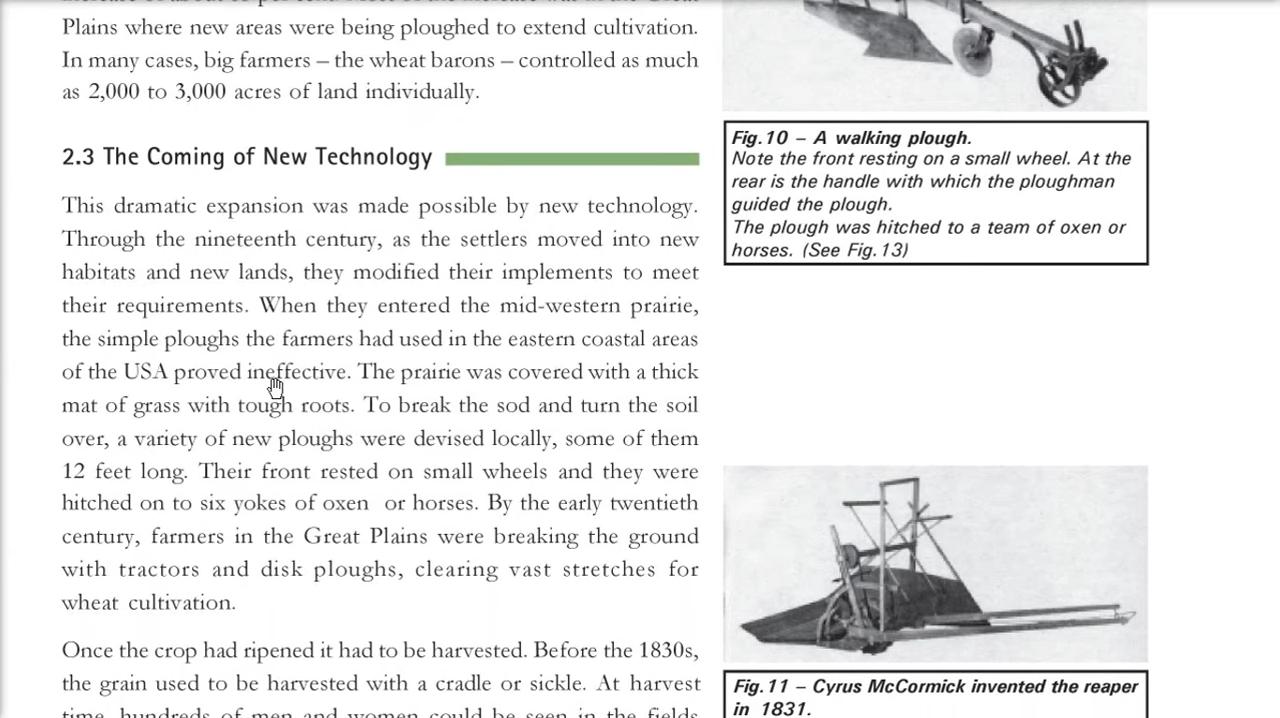 Plains where new areas were being ploughed to extend cultivation.
In many cases, big farmers – the wheat barons – controlled as much
as 2,000 to 3,000 acres of land individually.
2.3 The Coming of New Technology
This dramatic expansion was made possible by new technology.
Through the nineteenth century, as the settlers moved into new
habitats and new lands, they modified their implements to meet
their requirements. When they entered the mid-western prairie,
the simple ploughs the farmers had used in the eastern coastal areas
of the USA proved ineffective. The prairie was covered with a thick
mat of grass with tough roots. To break the sod and turn the soil
over, a variety of new ploughs were devised locally, some of them
12 feet long. Their front rested on small wheels and they were
hitched on to six yokes of oxen or horses. By the early twentieth
century, farmers in the Great Plains were breaking the ground
with tractors and disk ploughs, clearing vast stretches for
wheat cultivation.
Once the crop had ripened it had to be harvested. Before the 1830s,
the grain used to be harvested with a cradle or sickle. At harvest
time, hundreds of men and women could be seen in the fields
Fig.10 – A walking plough.
Note the front resting on a small wheel. At the
rear is the handle with which the ploughman
guided the plough.
The plough was hitched to a team of oxen or
horses. (See Fig.13)
Fig.11 – Cyrus McCormick invented the reaper
in 1831.